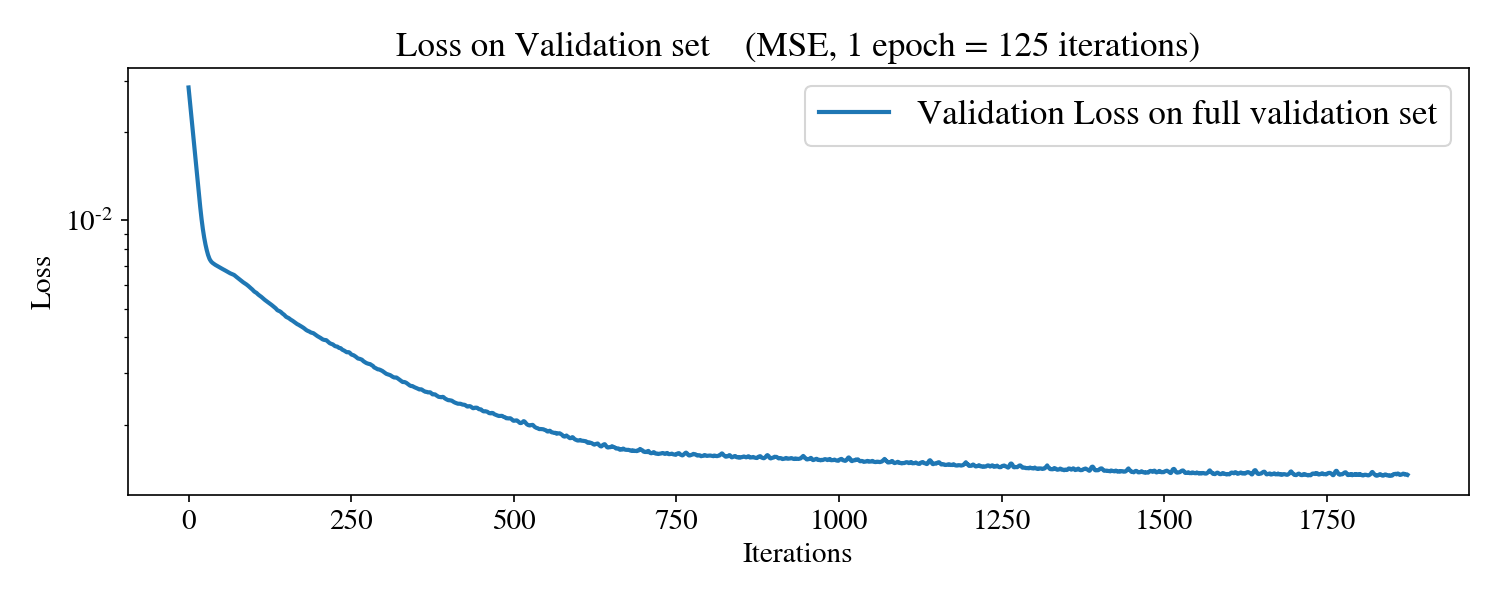 Loss on Validation set (MSE, 1 epoch = 125 iterations)
Validation Loss on full validation set
10⁻²
Loss
0 250 500 750 1000 1250 1500 1750
Iterations